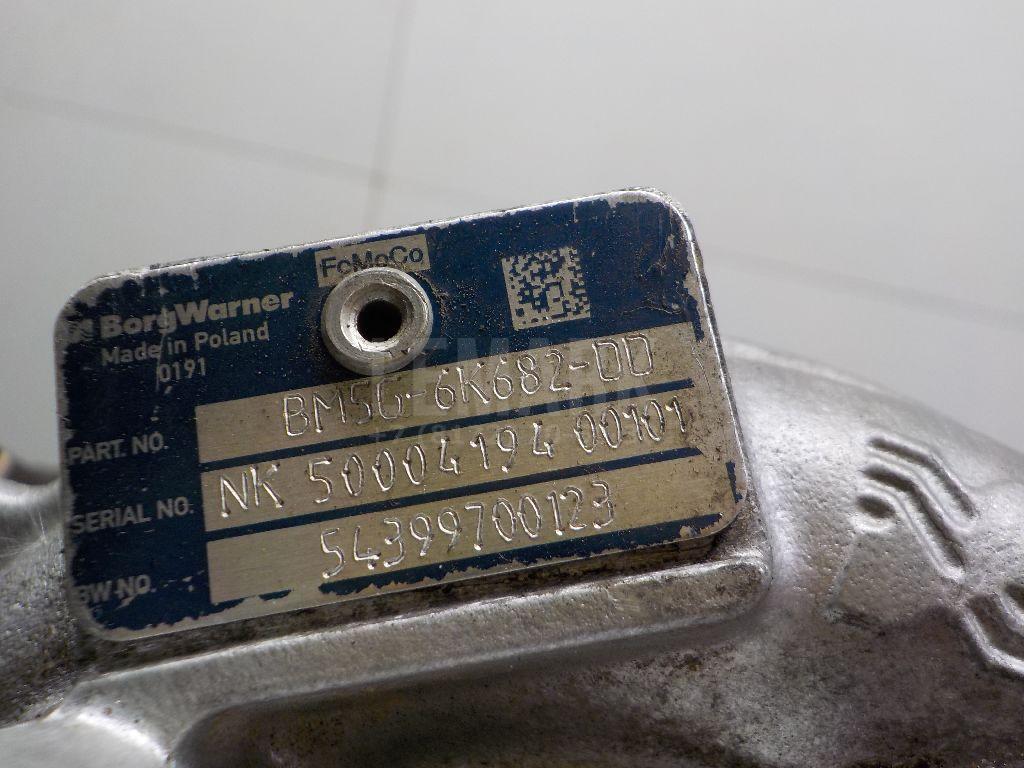 FoMoCo
BorgWarner
Made in Poland
0191
PART NO. BM5G-6K682-DD
SERIAL NO. NK 50004194 00101
BW NO. 54399700123